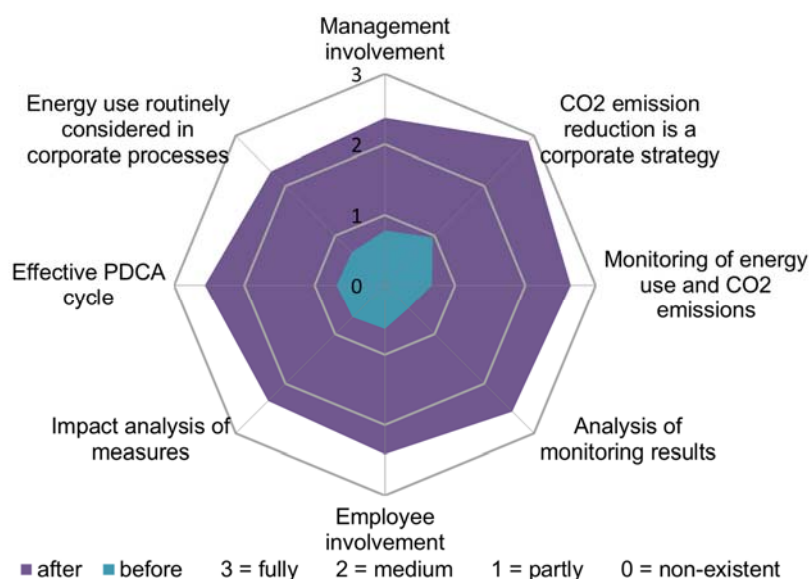 Management
involvement
3
2
1
0
CO2 emission
reduction is a
corporate strategy
Monitoring of energy
use and CO2
emissions
Analysis of
monitoring results
Employee
involvement
Impact analysis of
measures
Effective PDCA
cycle
Energy use routinely
considered in
corporate processes
after before 3 = fully 2 = medium 1 = partly 0 = non-existent